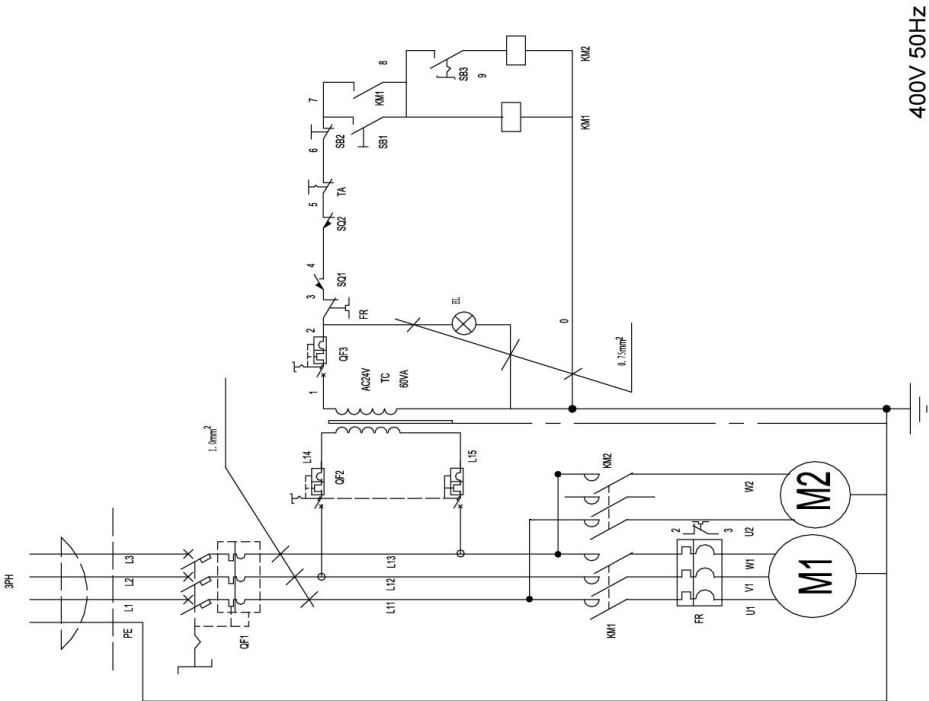 3PH
PE
L1
L2
L3
QF1
1.0mm²
L11
L12
L13
L14
QF2
L15
1
QF3
2
AC24V
TC
60VA
FR
3
SQ1
4
SQ2
5
TA
6
SB2
7
SB1
KM1
8
SB3
9
KM1
KM2
HL
0
0.75mm²
KM1
KM2
2
3
FR
U1
V1
W1
U2
W2
M1
M2
400V 50Hz